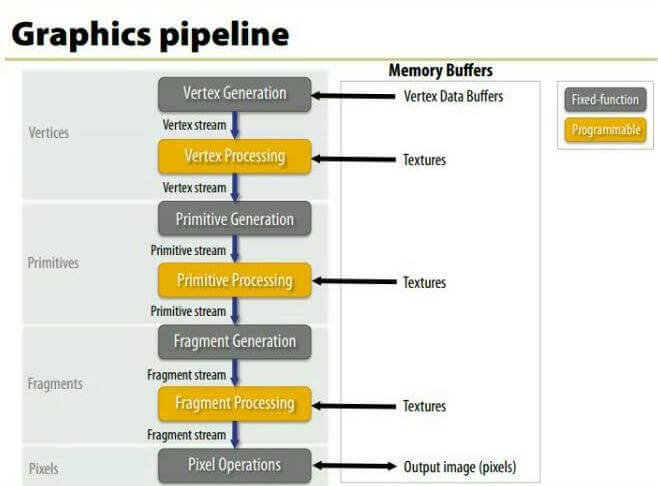 Graphics pipeline
Memory Buffers
Vertex Generation
Vertex Data Buffers
Fixed-function
Vertex stream
Programmable
Vertices
Vertex Processing
Textures
Vertex stream
Primitive Generation
Primitive stream
Primitives
Primitive Processing
Textures
Primitive stream
Fragment Generation
Fragment stream
Fragments
Fragment Processing
Textures
Fragment stream
Pixels
Pixel Operations
Output image (pixels)